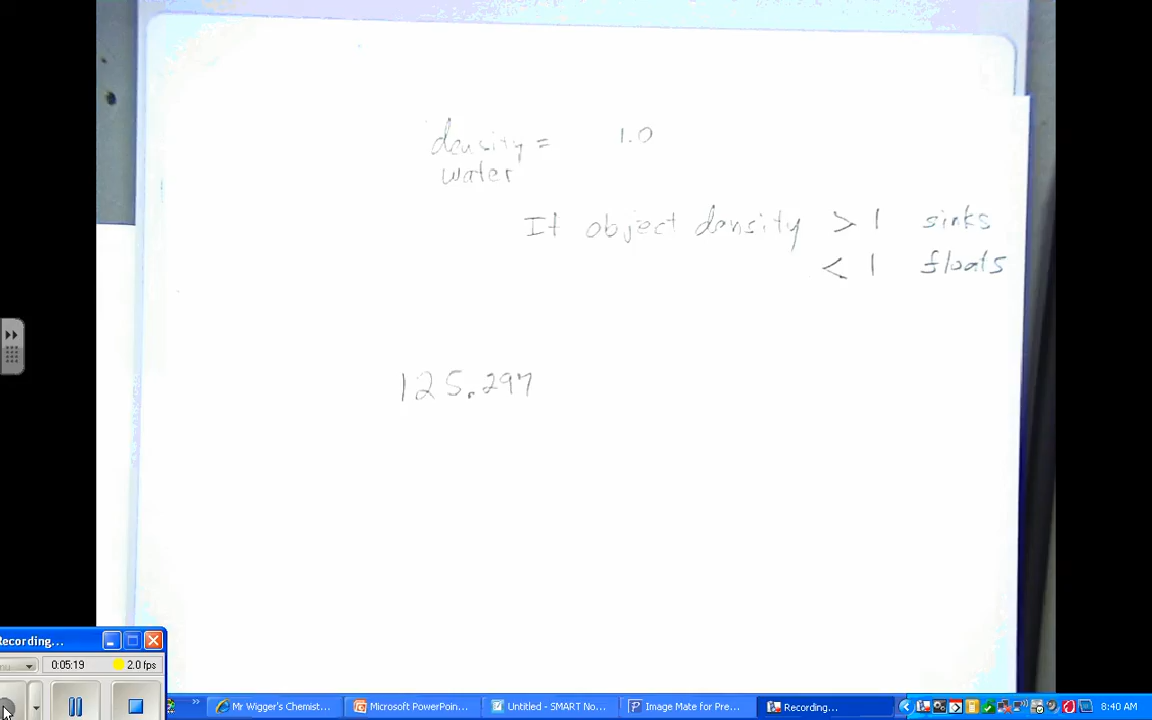 density = 1.0
water
If object density > 1 sinks
< 1 floats
125.297
Recording...
0:05:19
2.0 fps
Mr Wigger's Chemist...
Microsoft PowerPoin...
Untitled - SMART No...
Image Mate for Pre...
Recording...
8:40 AM